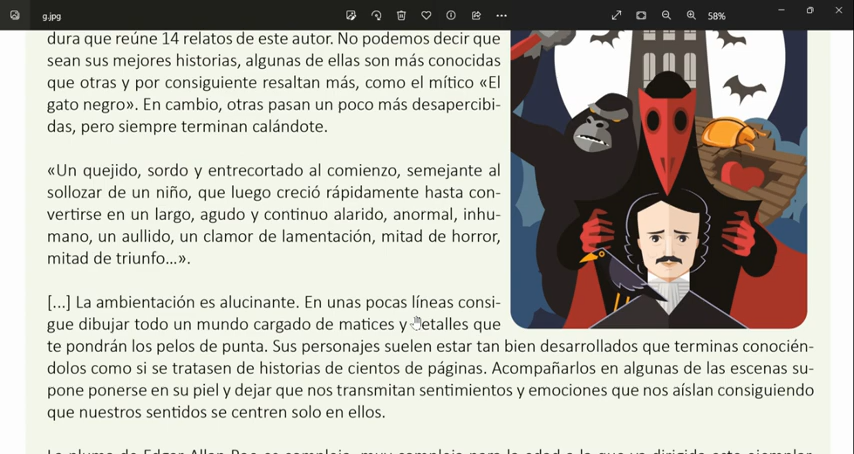 g.jpg
58%
dura que reúne 14 relatos de este autor. No podemos decir que
sean sus mejores historias, algunas de ellas son más conocidas
que otras y por consiguiente resaltan más, como el mítico «El
gato negro». En cambio, otras pasan un poco más desapercibi-
das, pero siempre terminan calándote.
«Un quejido, sordo y entrecortado al comienzo, semejante al
sollozar de un niño, que luego creció rápidamente hasta con-
vertirse en un largo, agudo y continuo alarido, anormal, inhu-
mano, un aullido, un clamor de lamentación, mitad de horror,
mitad de triunfo...».
[...] La ambientación es alucinante. En unas pocas líneas consi-
gue dibujar todo un mundo cargado de matices y detalles que
te pondrán los pelos de punta. Sus personajes suelen estar tan bien desarrollados que terminas conocién-
dolos como si se tratasen de historias de cientos de páginas. Acompañarlos en algunas de las escenas su-
pone ponerse en su piel y dejar que nos transmitan sentimientos y emociones que nos aíslan consiguiendo
que nuestros sentidos se centren solo en ellos.